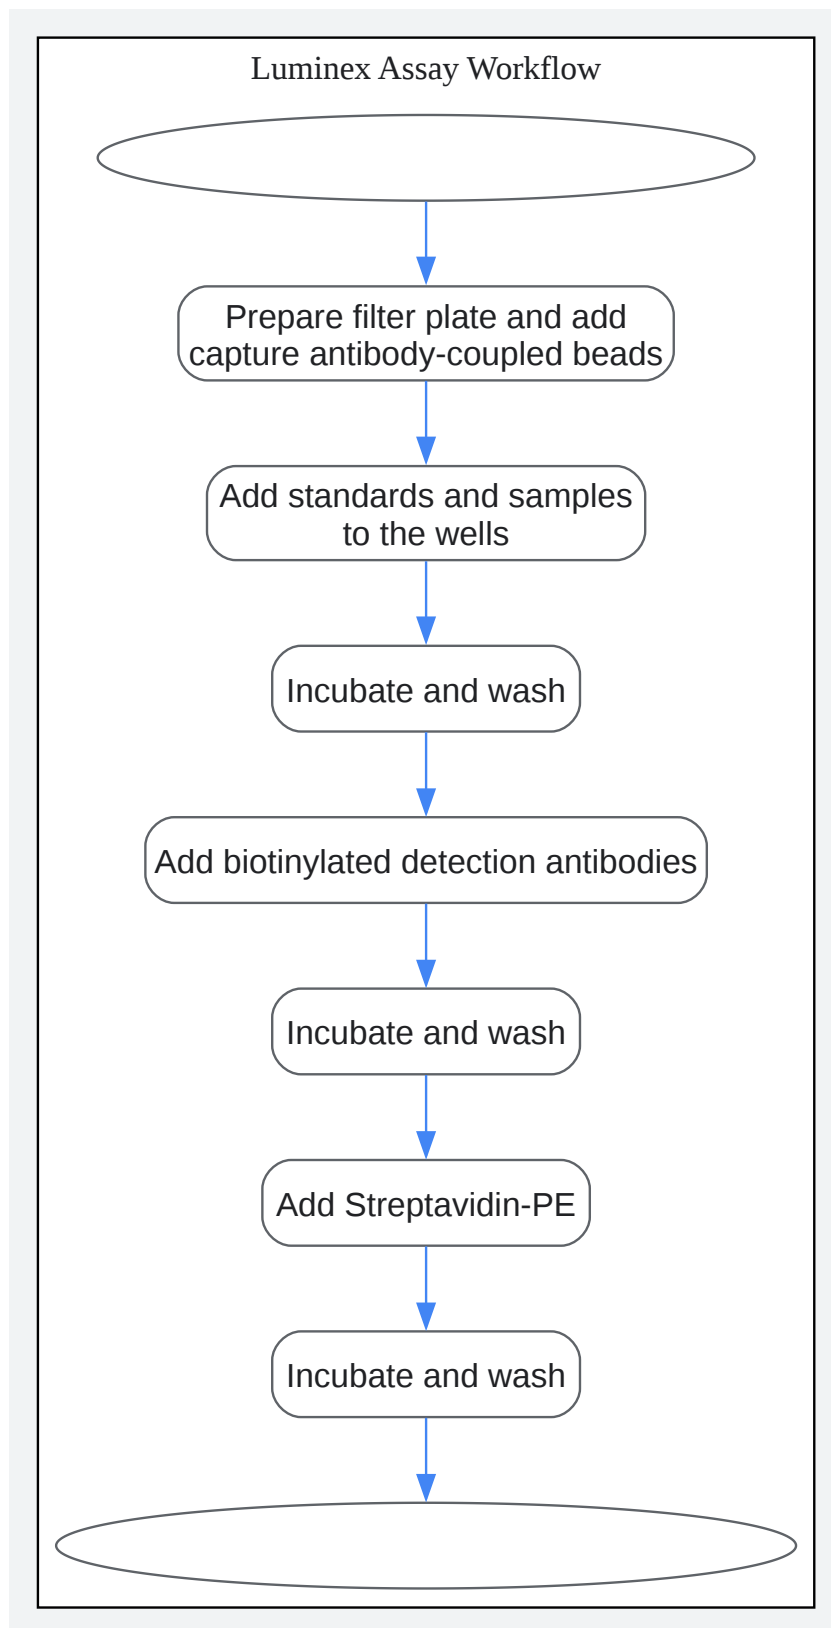 Luminex Assay Workflow
Prepare filter plate and add
capture antibody-coupled beads
Add standards and samples
to the wells
Incubate and wash
Add biotinylated detection antibodies
Incubate and wash
Add Streptavidin-PE
Incubate and wash